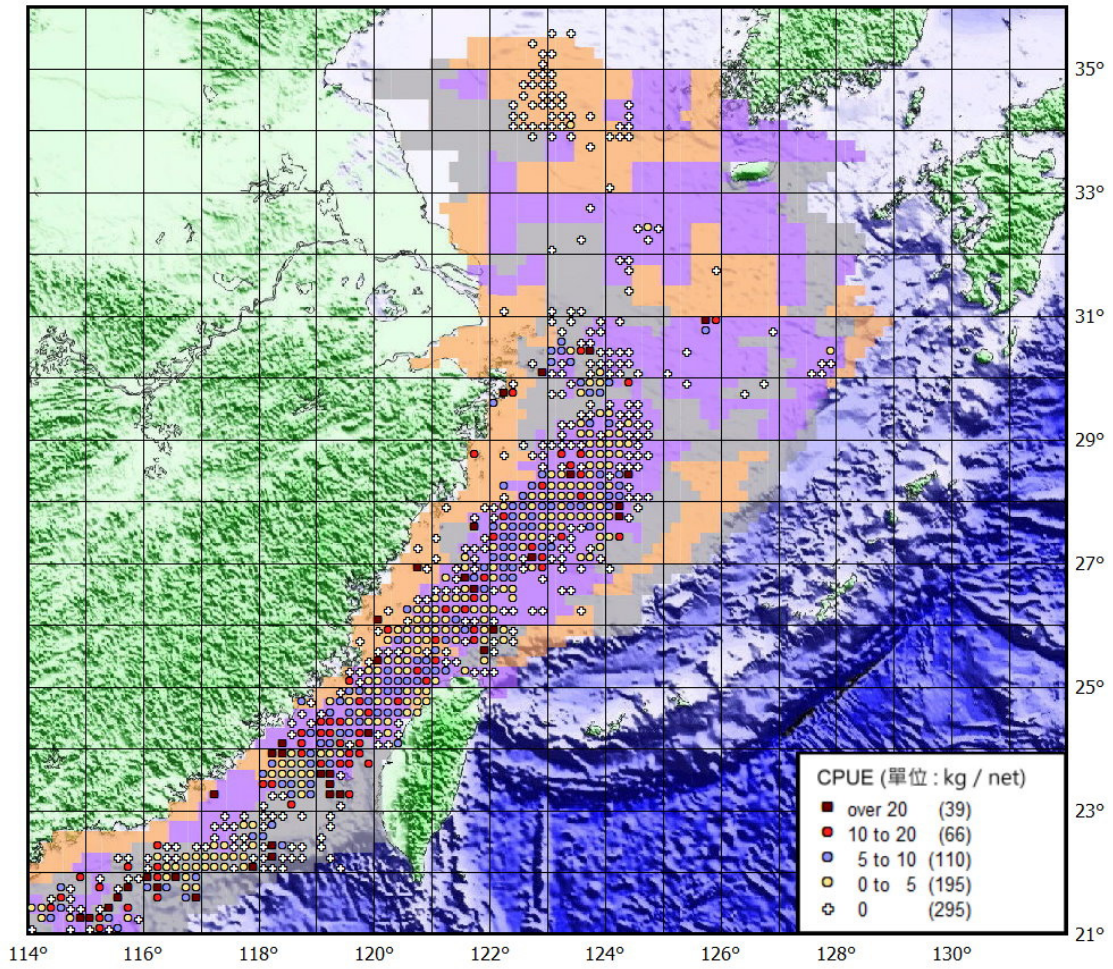 35°
33°
31°
29°
27°
25°
23°
21°
CPUE (單位 : kg / net)
over 20 (39)
10 to 20 (66)
5 to 10 (110)
0 to 5 (195)
0 (295)
114° 116° 118° 120° 122° 124° 126° 128° 130°